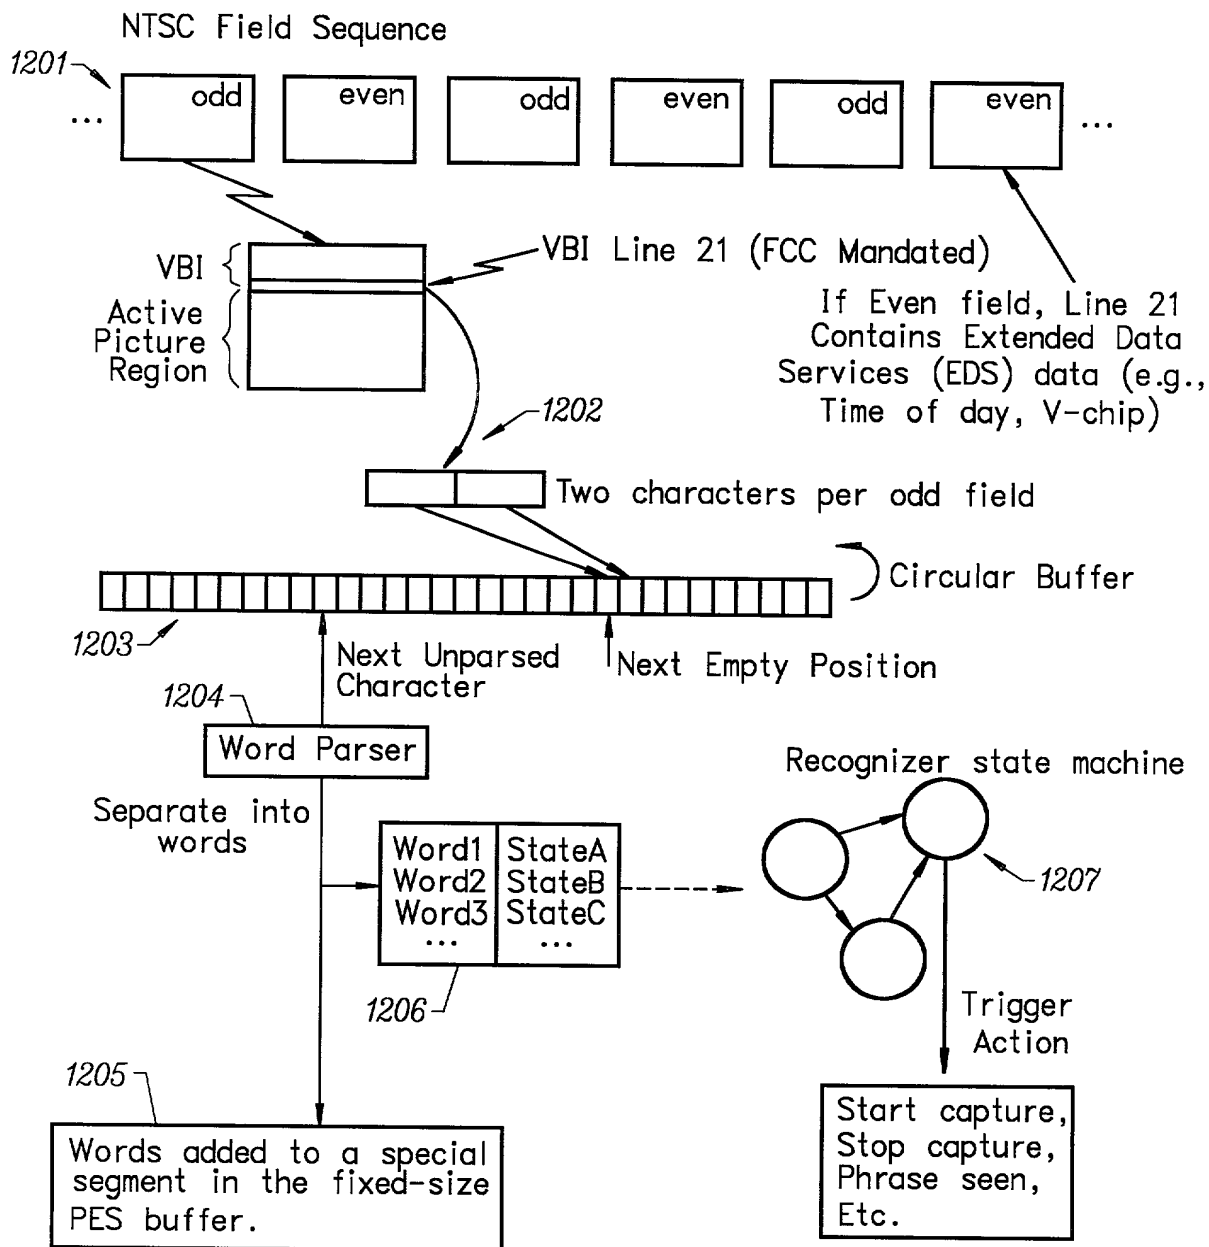 NTSC Field Sequence
1201
odd
even
odd
even
odd
even
...
...
VBI
VBI Line 21 (FCC Mandated)
Active
Picture
Region
If Even field, Line 21
Contains Extended Data
Services (EDS) data (e.g.,
Time of day, V-chip)
1202
Two characters per odd field
Circular Buffer
1203
Next Unparsed
Character
Next Empty Position
1204
Word Parser
Separate into
words
Recognizer state machine
Word1 StateA
Word2 StateB
Word3 StateC
... ...
1206
1207
Trigger
Action
1205
Words added to a special
segment in the fixed-size
PES buffer.
Start capture,
Stop capture,
Phrase seen,
Etc.